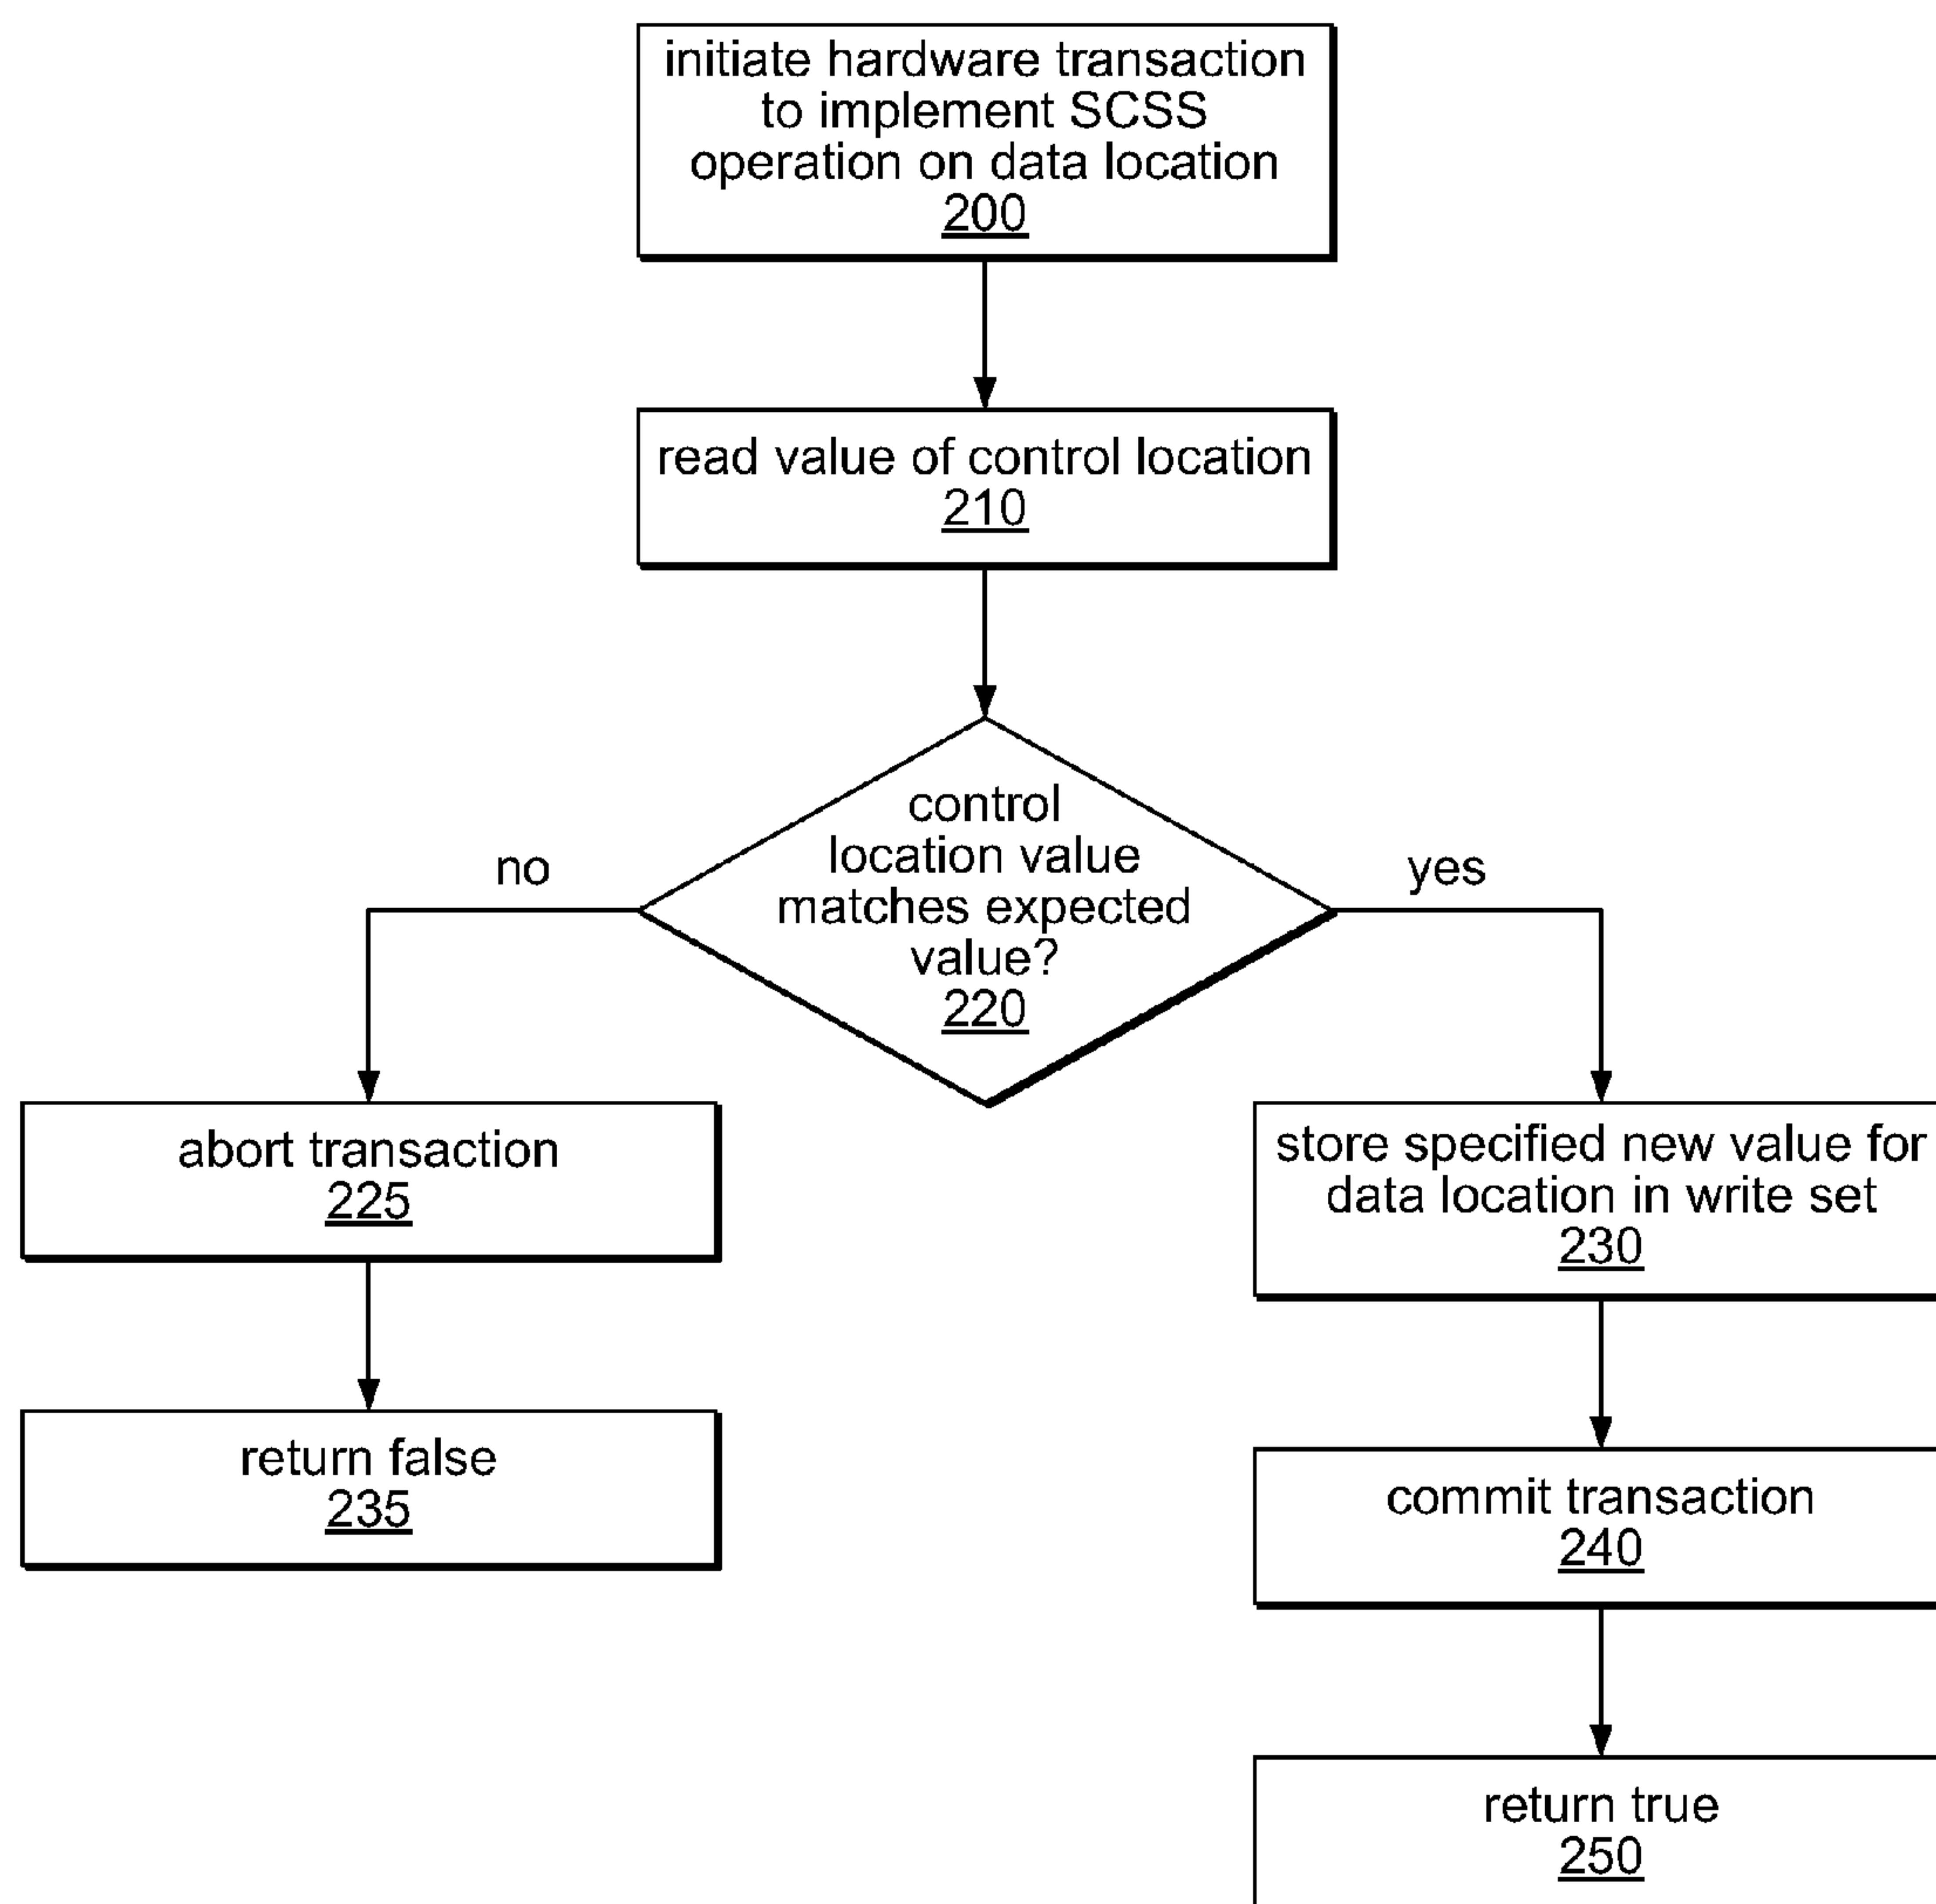 initiate hardware transaction
to implement SCSS
operation on data location
200
read value of control location
210
control
location value
matches expected
value?
220
no
yes
abort transaction
225
store specified new value for
data location in write set
230
return false
235
commit transaction
240
return true
250